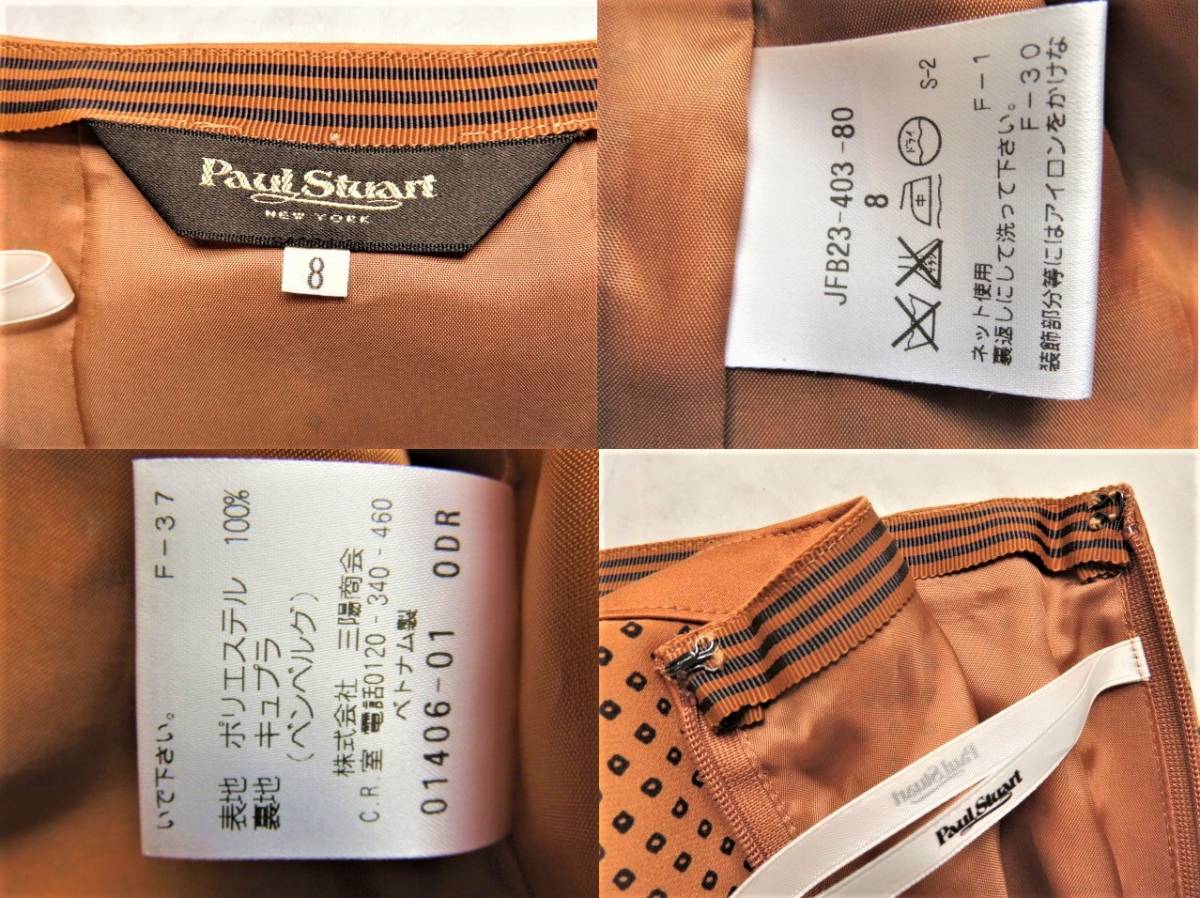 Paul Stuart
NEW YORK
8
JFB23-403-80
8
ドライ
中
S-2
ネット使用 F-1
裏返しにして洗って下さい。
F-30
装飾部分等にはアイロンをかけな
いで下さい。 F-37
表地 ポリエステル 100%
裏地 キュプラ
(ベンベルグ)
株式会社 三陽商会
C.R.室 電話0120-340-460
ベトナム製
01406-01 0DR
Paul Stuart
Paul Stuart